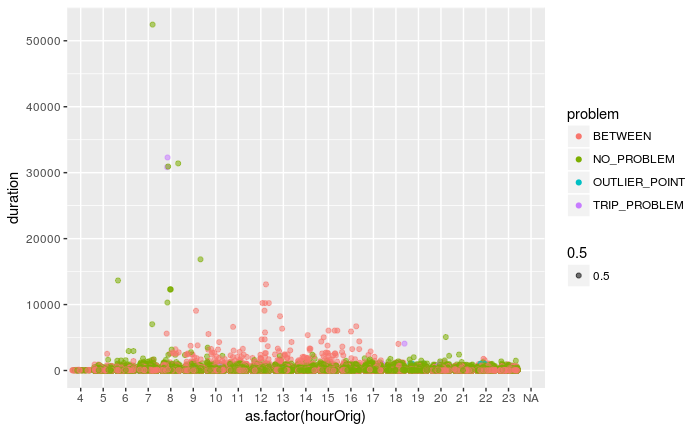 50000
40000
30000
20000
10000
0
duration
4 5 6 7 8 9 10 11 12 13 14 15 16 17 18 19 20 21 22 23 NA
as.factor(hourOrig)
problem
BETWEEN
NO_PROBLEM
OUTLIER_POINT
TRIP_PROBLEM
0.5
0.5